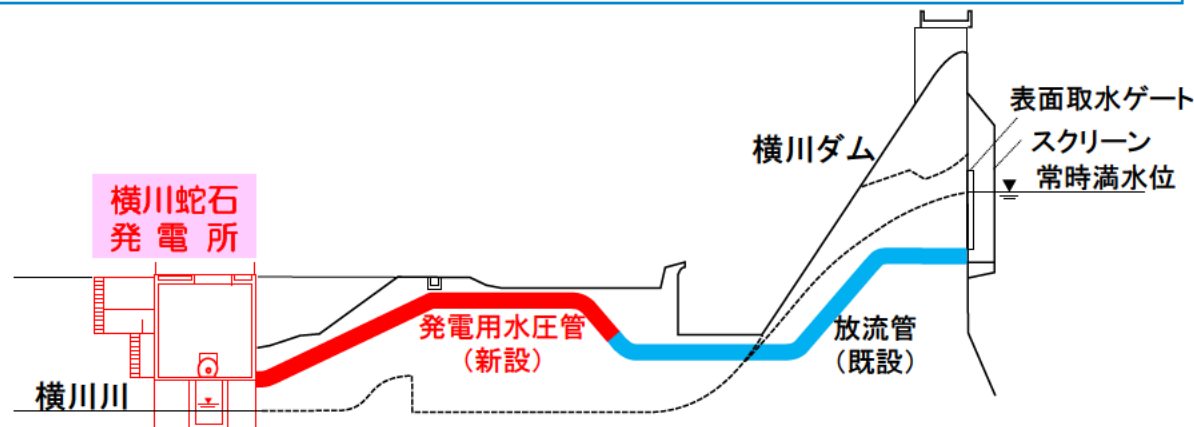 表面取水ゲート
スクリーン
常時満水位
横川ダム
横川蛇石
発電所
発電用水圧管
(新設)
放流管
(既設)
横川川